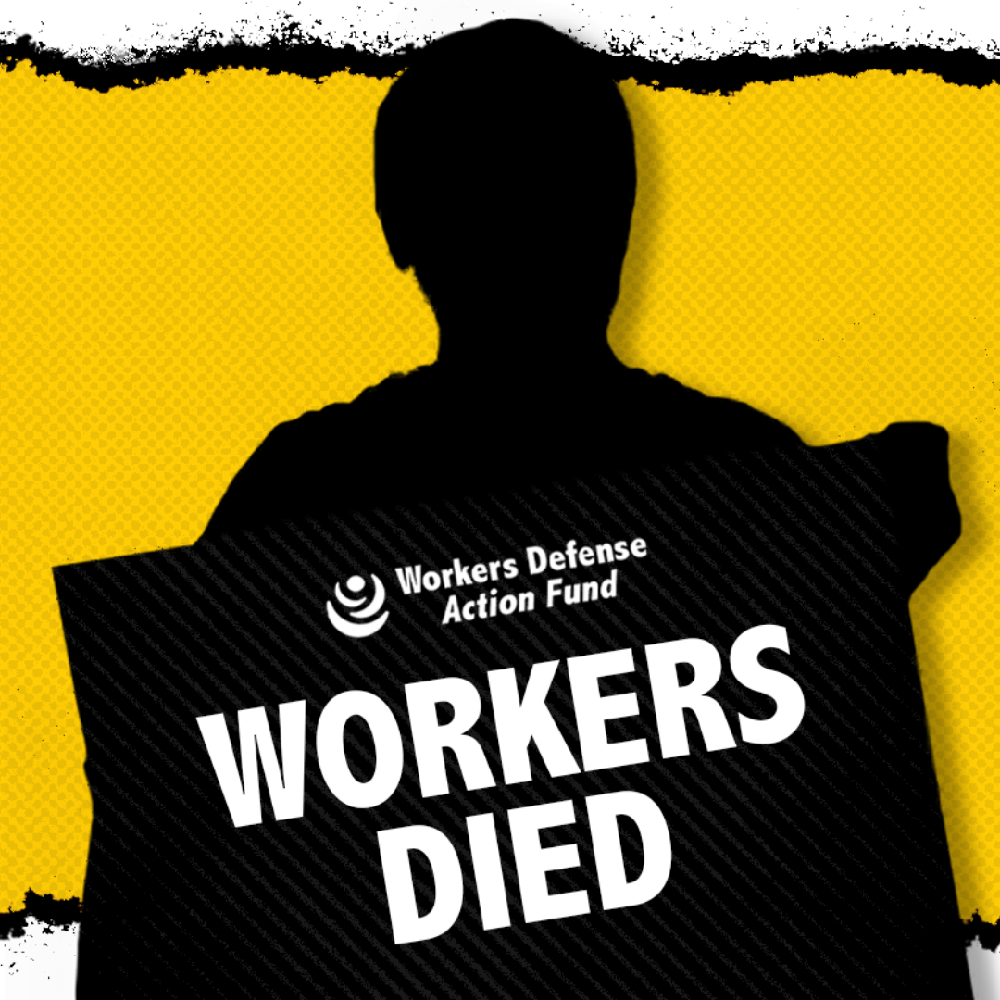 Workers Defense
Action Fund
WORKERS
DIED